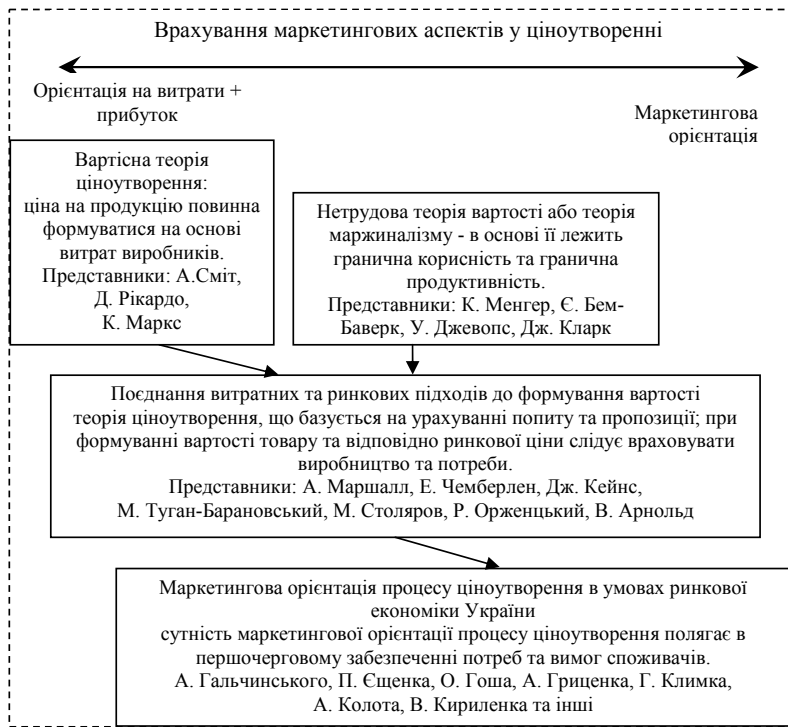 Врахування маркетингових аспектів у ціноутворенні
Орієнтація на витрати +
прибуток
Маркетингова
орієнтація
Вартісна теорія
ціноутворення:
ціна на продукцію повинна
формуватися на основі
витрат виробників.
Представники: А.Сміт,
Д. Рікардо,
К. Маркс
Нетрудова теорія вартості або теорія
маржиналізму - в основі її лежить
гранична корисність та гранична
продуктивність.
Представники: К. Менгер, Є. Бем-
Баверк, У. Джевопс, Дж. Кларк
Поєднання витратних та ринкових підходів до формування вартості
теорія ціноутворення, що базується на урахуванні попиту та пропозиції; при
формуванні вартості товару та відповідно ринкової ціни слідує враховувати
виробництво та потреби.
Представники: А. Маршалл, Е. Чемберлен, Дж. Кейнс,
М. Туган-Барановський, М. Столяров, Р. Орженцький, В. Арнольд
Маркетингова орієнтація процесу ціноутворення в умовах ринкової
економіки України
сутність маркетингової орієнтації процесу ціноутворення полягає в
першочерговому забезпеченні потреб та вимог споживачів.
А. Гальчинського, П. Єщенка, О. Гоша, А. Гриценка, Г. Климка,
А. Колота, В. Кириленка та інші